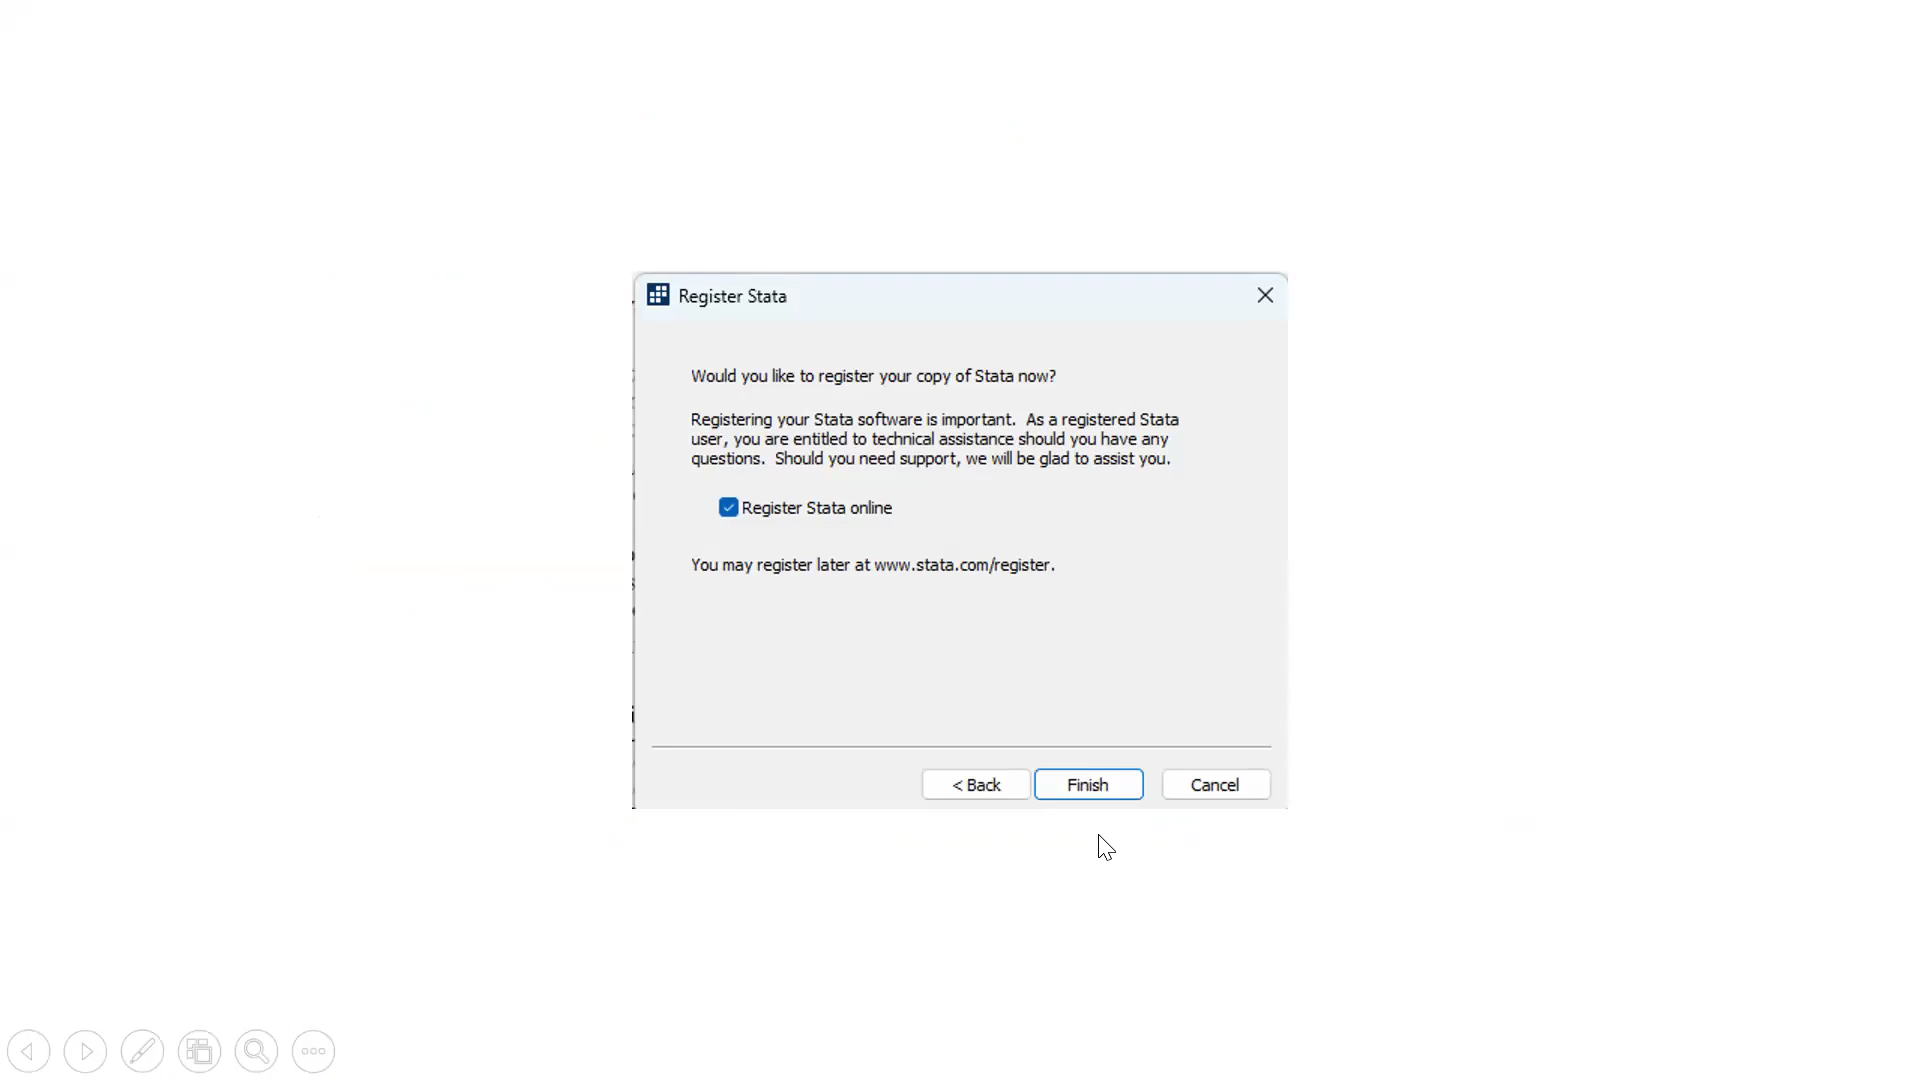 Register Stata
Would you like to register your copy of Stata now?
Registering your Stata software is important.  As a registered Stata
user, you are entitled to technical assistance should you have any
questions.  Should you need support, we will be glad to assist you.
Register Stata online
You may register later at www.stata.com/register.
< Back
Finish
Cancel